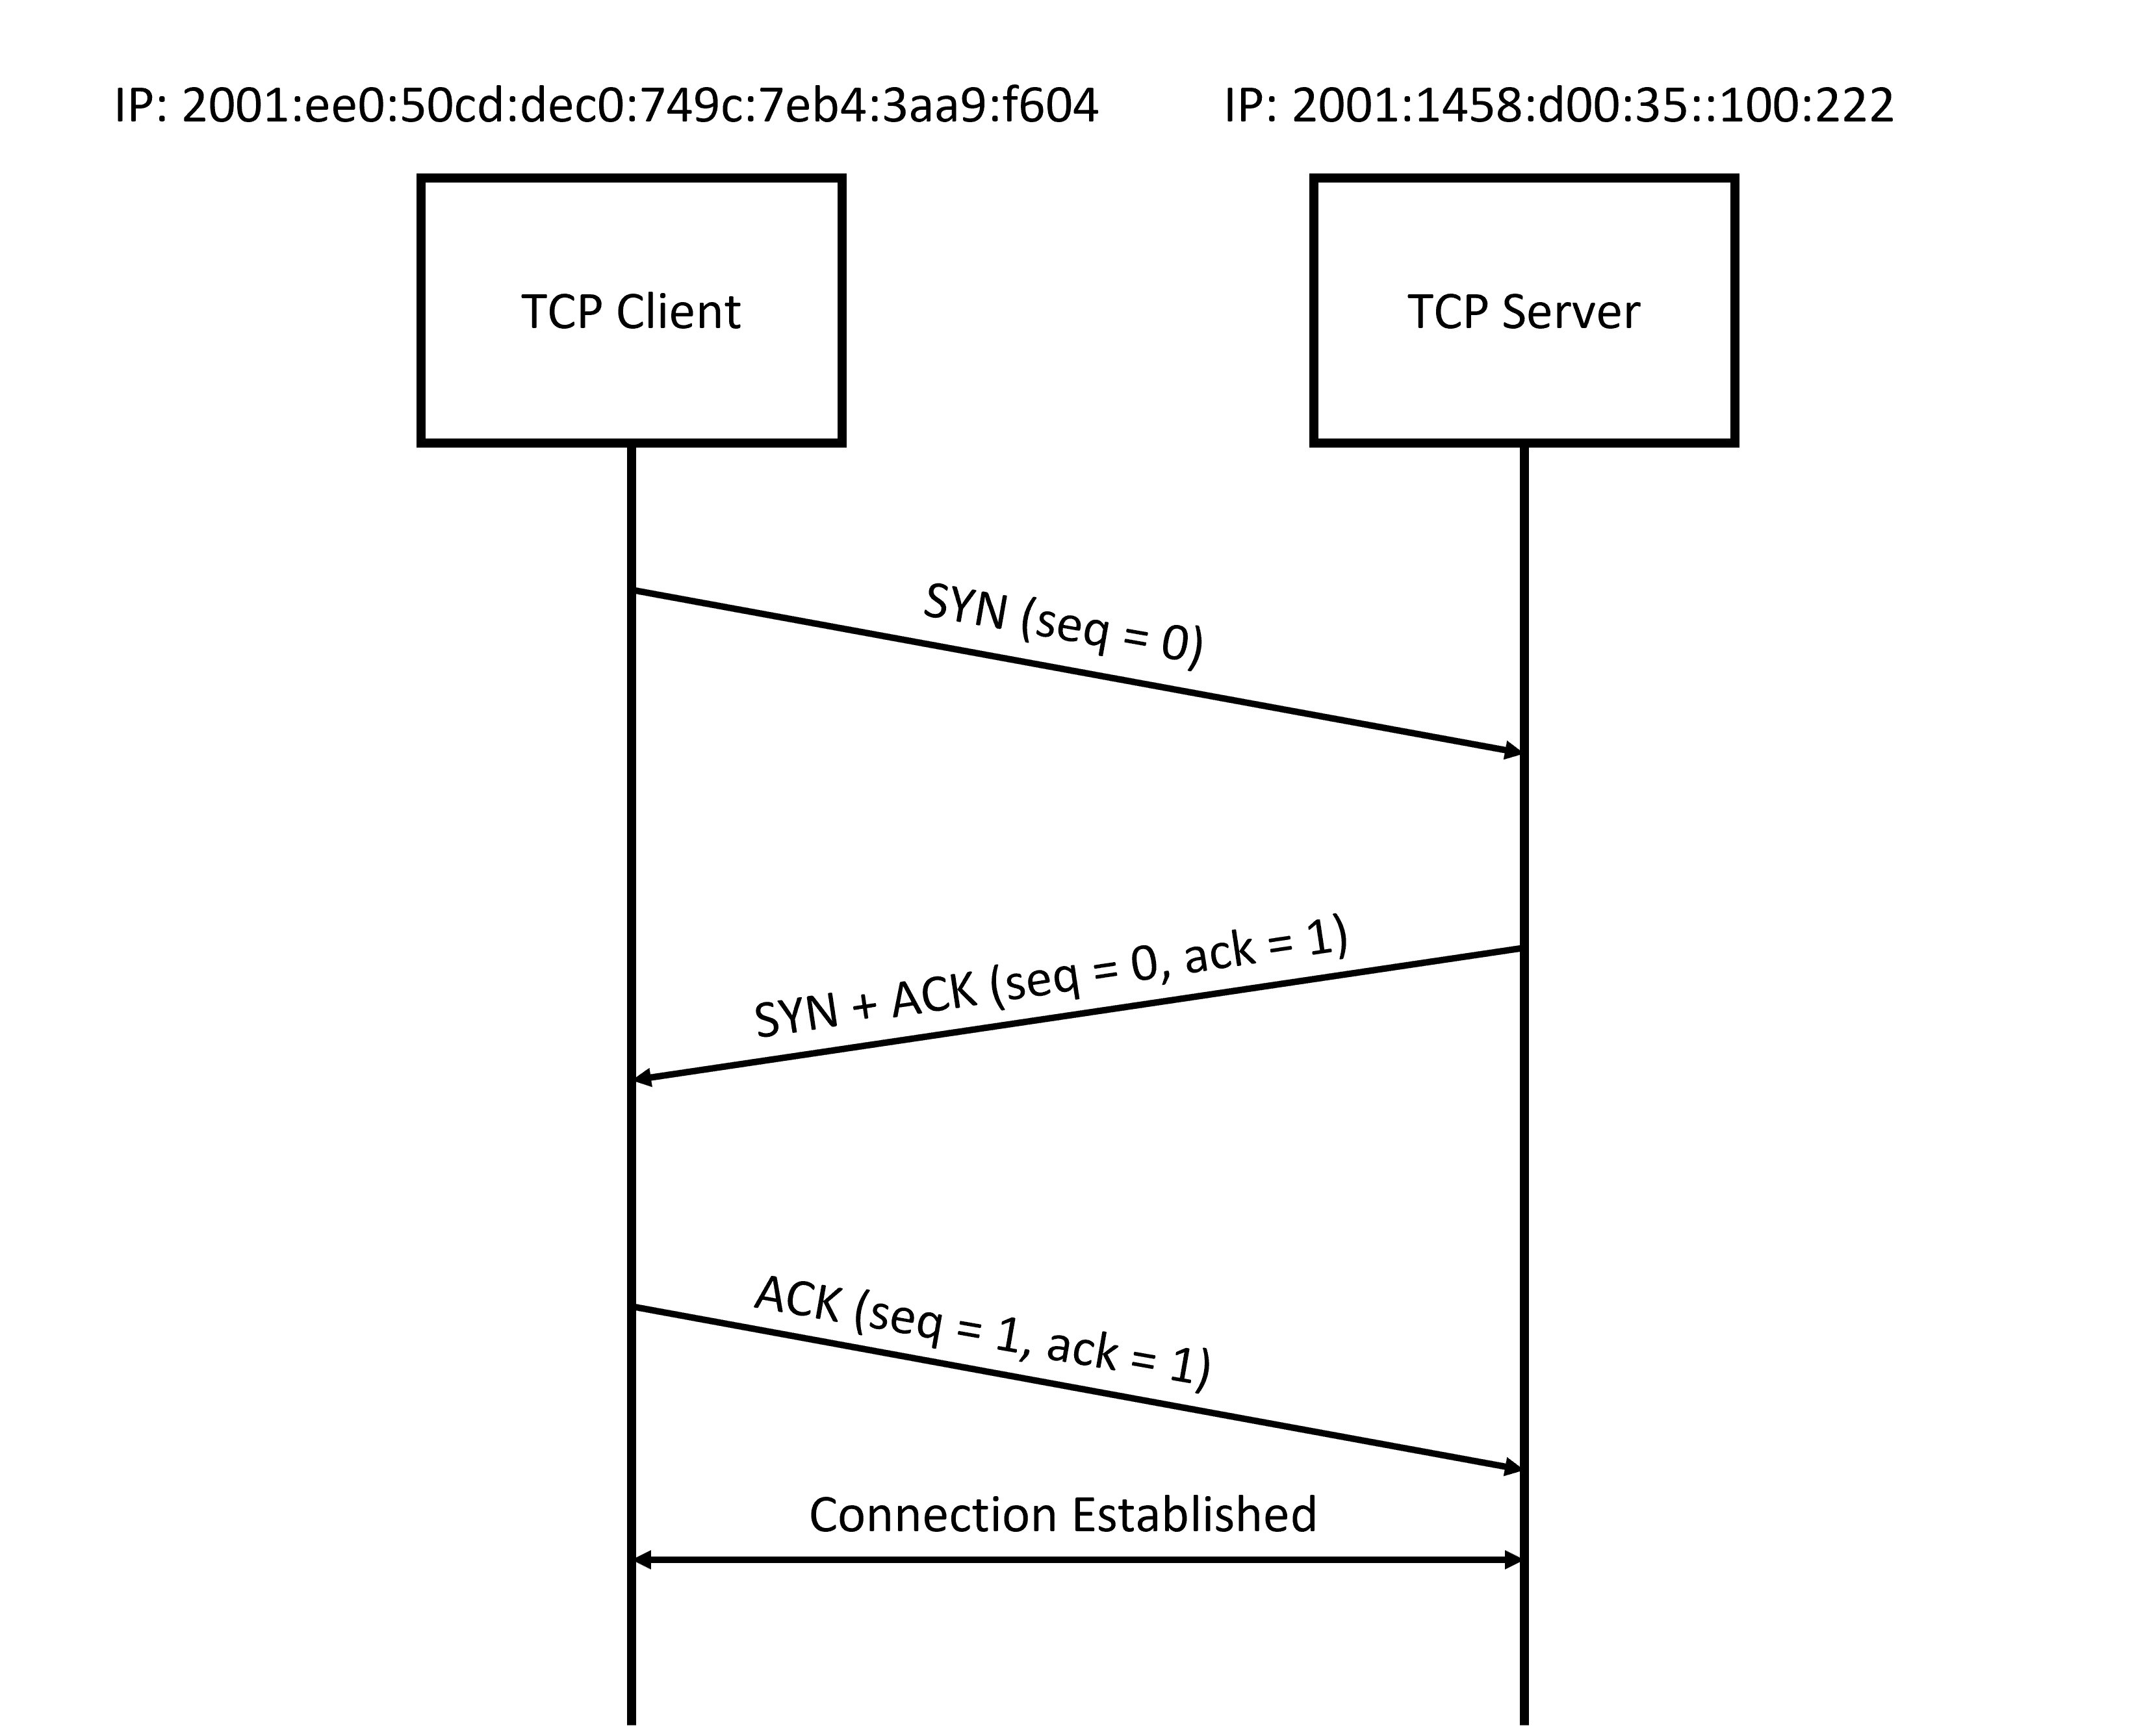 IP: 2001:ee0:50cd:dec0:749c:7eb4:3aa9:f604
IP: 2001:1458:d00:35::100:222
TCP Client
TCP Server
SYN (seq = 0)
SYN + ACK (seq = 0, ack = 1)
ACK (seq = 1, ack = 1)
Connection Established